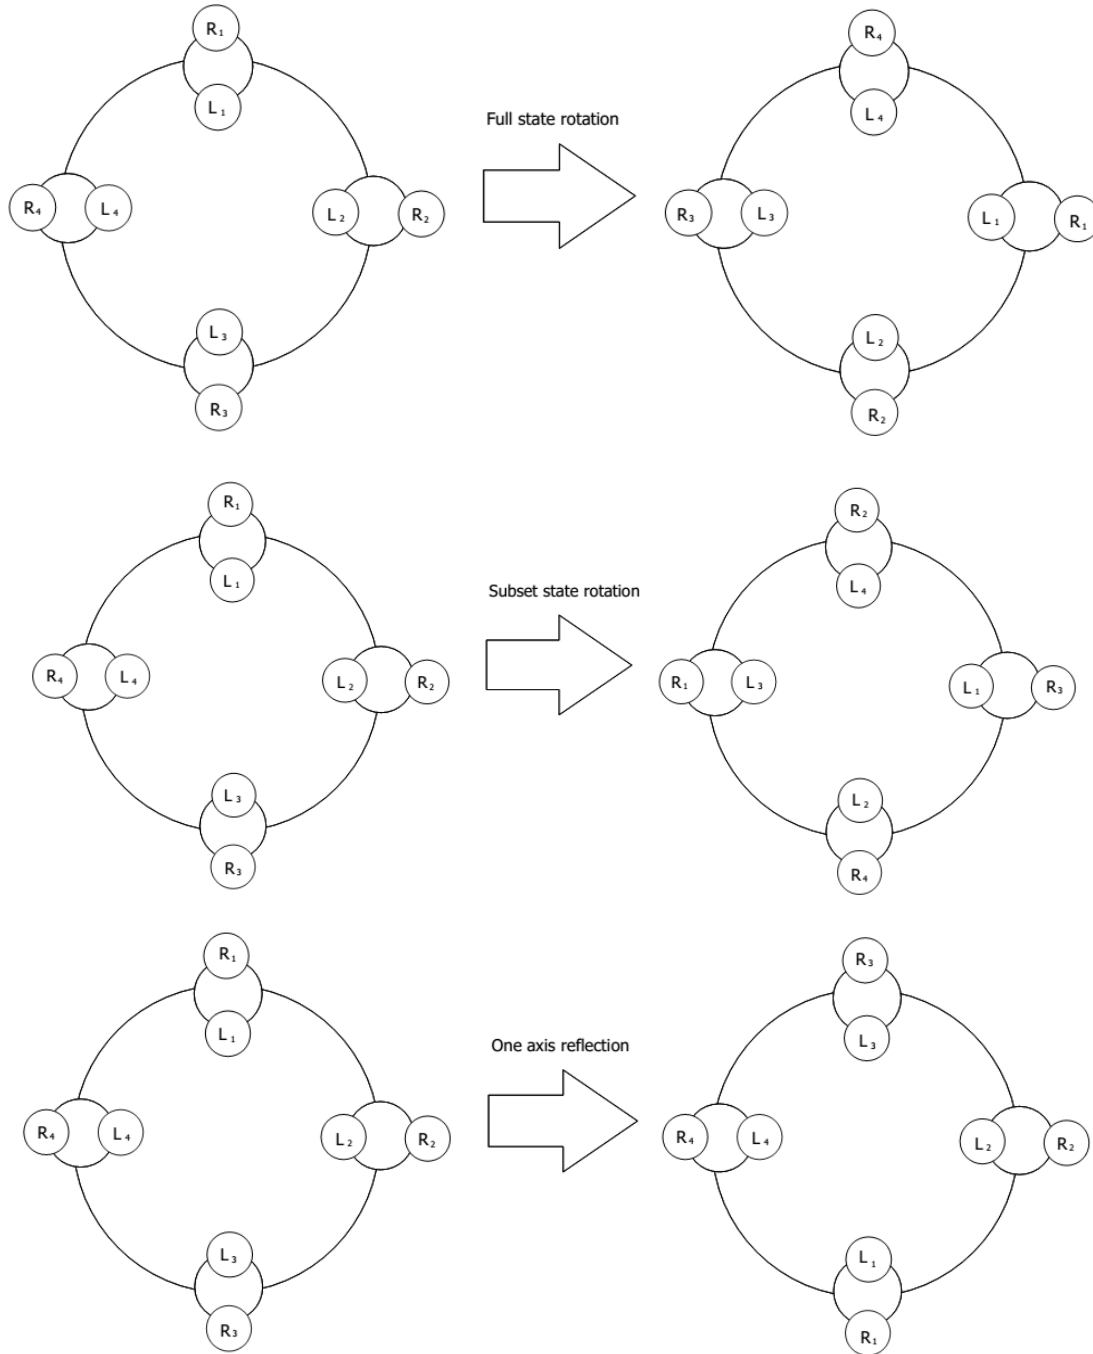 R₁
R₄
L₁
Full state rotation
L₄
R₄ L₄
L₂ R₂
R₃ L₃
L₁ R₁
L₃
L₂
R₃
R₂
R₁
R₂
L₁
Subset state rotation
L₄
R₄ L₄
L₂ R₂
R₁ L₃
L₁ R₃
L₃
L₂
R₃
R₄
R₁
R₃
L₁
One axis reflection
L₃
R₄ L₄
L₂ R₂
R₄ L₄
L₂ R₂
L₃
L₁
R₃
R₁